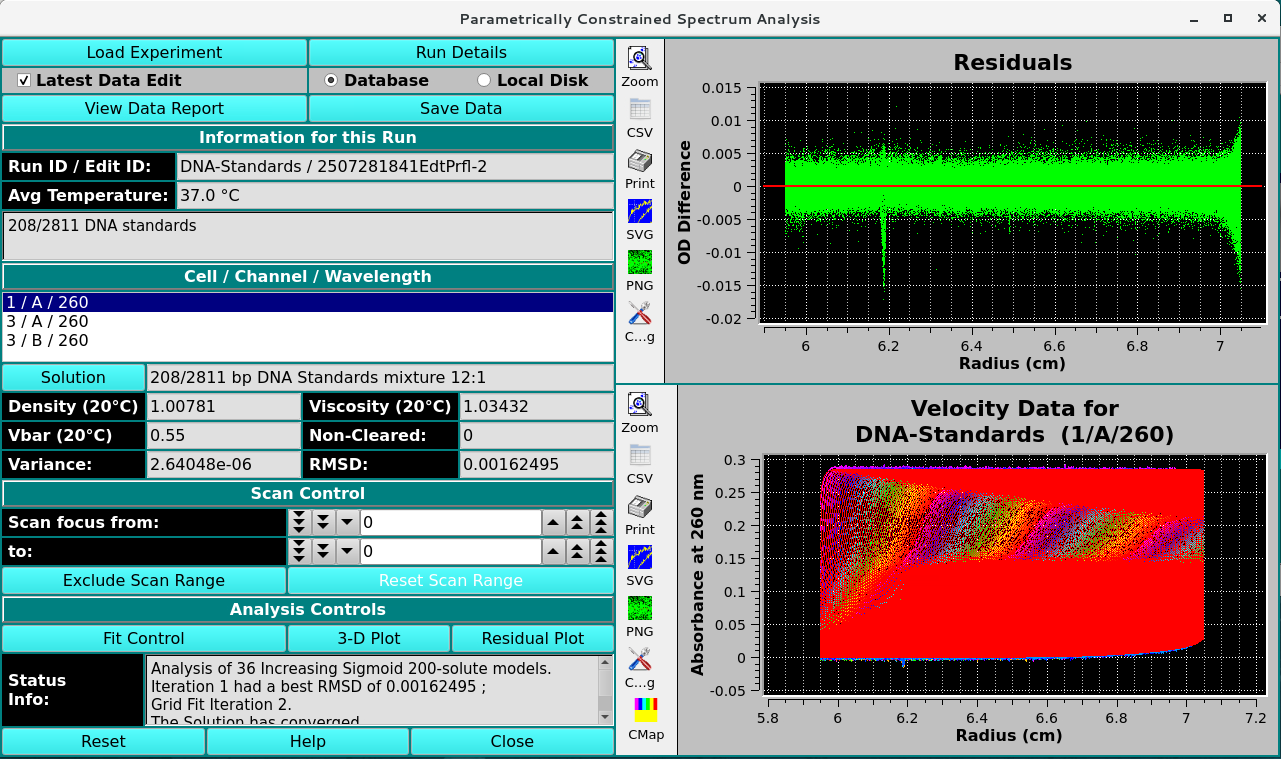 Parametrically Constrained Spectrum Analysis
Load Experiment
Run Details
Latest Data Edit
Database
Local Disk
View Data Report
Save Data
Information for this Run
Run ID / Edit ID:
DNA-Standards / 2507281841EdtPrfl-2
Avg Temperature:
37.0 °C
208/2811 DNA standards
Cell / Channel / Wavelength
1 / A / 260
3 / A / 260
3 / B / 260
Solution
208/2811 bp DNA Standards mixture 12:1
Density (20°C)
1.00781
Viscosity (20°C)
1.03432
Vbar (20°C)
0.55
Non-Cleared:
0
Variance:
2.64048e-06
RMSD:
0.00162495
Scan Control
Scan focus from:
0
to:
0
Exclude Scan Range
Reset Scan Range
Analysis Controls
Fit Control
3-D Plot
Residual Plot
Status
Info:
Analysis of 36 Increasing Sigmoid 200-solute models.
Iteration 1 had a best RMSD of 0.00162495 ;
Grid Fit Iteration 2.
The Solution has converged
Reset
Help
Close
Zoom
CSV
Print
SVG
PNG
C...g
Residuals
OD Difference
0.015
0.01
0.005
0
-0.005
-0.01
-0.015
-0.02
6
6.2
6.4
6.6
6.8
7
Radius (cm)
Zoom
CSV
Print
SVG
PNG
C...g
CMap
Velocity Data for
DNA-Standards (1/A/260)
Absorbance at 260 nm
0.3
0.25
0.2
0.15
0.1
0.05
0
-0.05
5.8
6
6.2
6.4
6.6
6.8
7
7.2
Radius (cm)